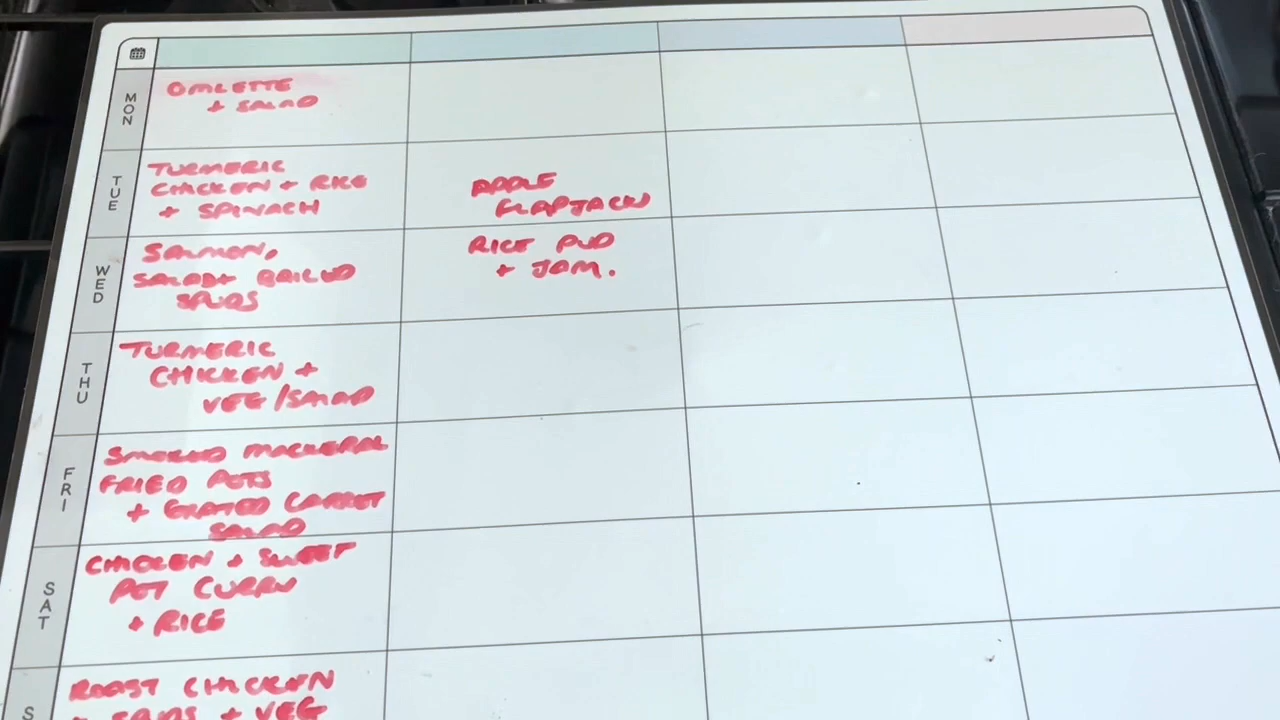 MON
OMLETTE
+ SALAD
TUE
TURMERIC
CHICKEN + RICE
+ SPINACH
APPLE
FLAPJACKS
WED
SALMON,
SALAD + BOILED
SPUDS
RICE PUD
+ JAM.
THU
TURMERIC
CHICKEN +
VEG/SALAD
FRI
SMOKED MACKERAL
FRIED POTS
+ GRATED CARROT
SALAD
SAT
CHICKEN + SWEET
POT CURRY
+ RICE
S
ROAST CHICKEN
+ VEG